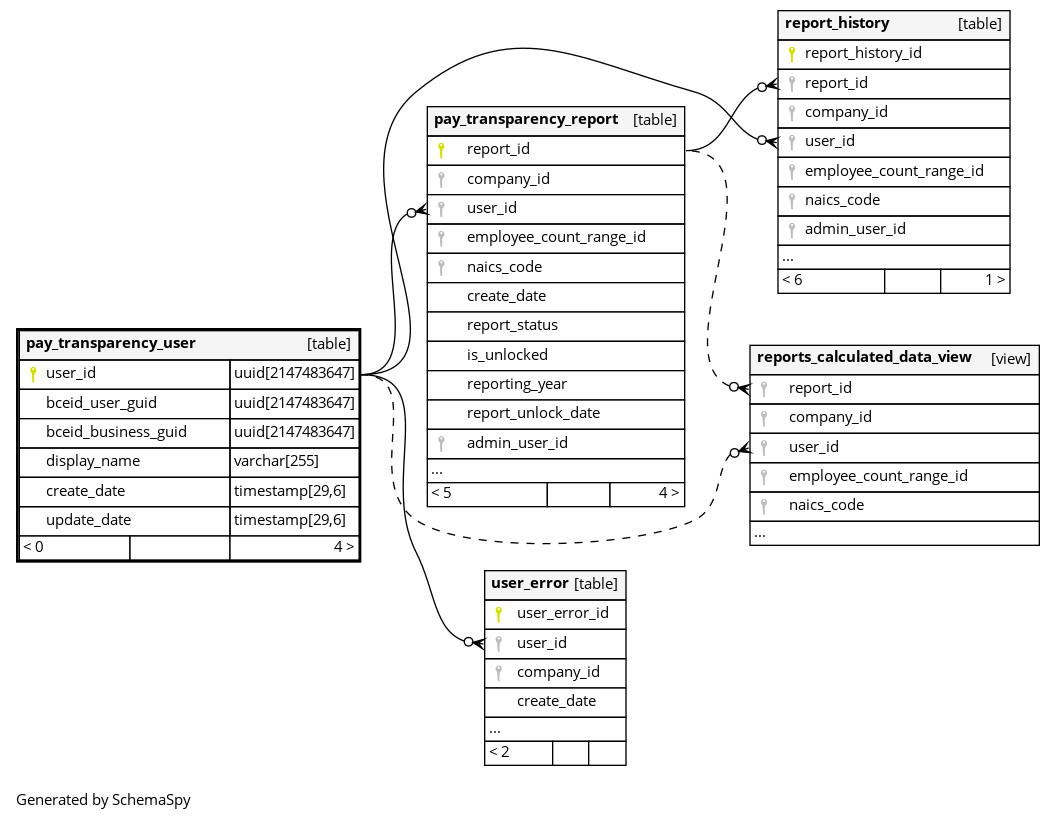 report_history [table]
report_history_id
report_id
company_id
user_id
employee_count_range_id
naics_code
admin_user_id
...
< 6 1 >
pay_transparency_report [table]
report_id
company_id
user_id
employee_count_range_id
naics_code
create_date
report_status
is_unlocked
reporting_year
report_unlock_date
admin_user_id
...
< 5 4 >
pay_transparency_user [table]
user_id uuid[2147483647]
bceid_user_guid uuid[2147483647]
bceid_business_guid uuid[2147483647]
display_name varchar[255]
create_date timestamp[29,6]
update_date timestamp[29,6]
< 0 4 >
reports_calculated_data_view [view]
report_id
company_id
user_id
employee_count_range_id
naics_code
...
user_error [table]
user_error_id
user_id
company_id
create_date
...
< 2
Generated by SchemaSpy